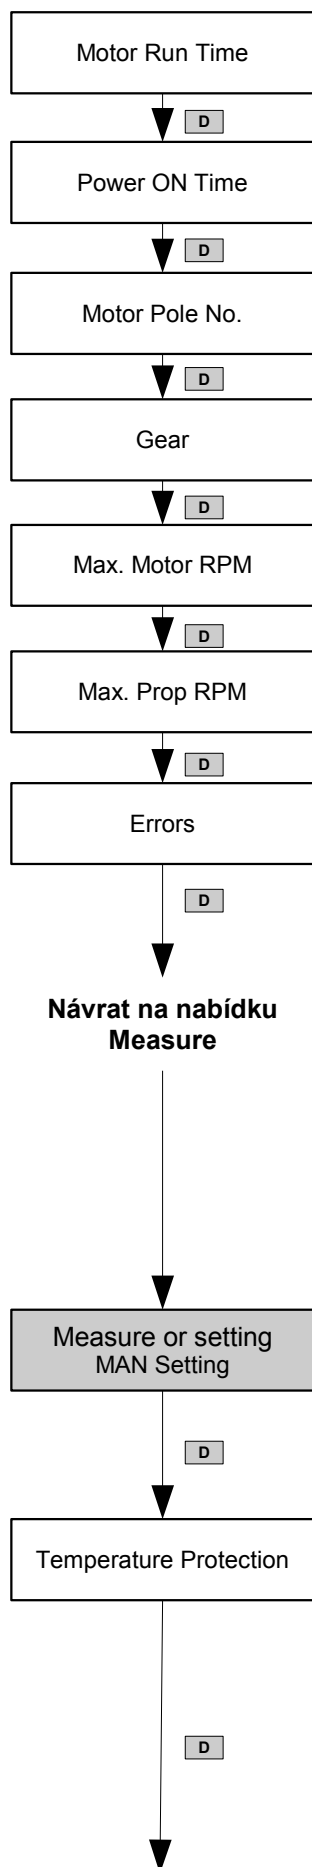 Motor Run Time
D
Power ON Time
D
Motor Pole No.
D
Gear
D
Max. Motor RPM
D
Max. Prop RPM
D
Errors
D
Návrat na nabídku
Measure
Measure or setting
MAN Setting
D
Temperature Protection
D